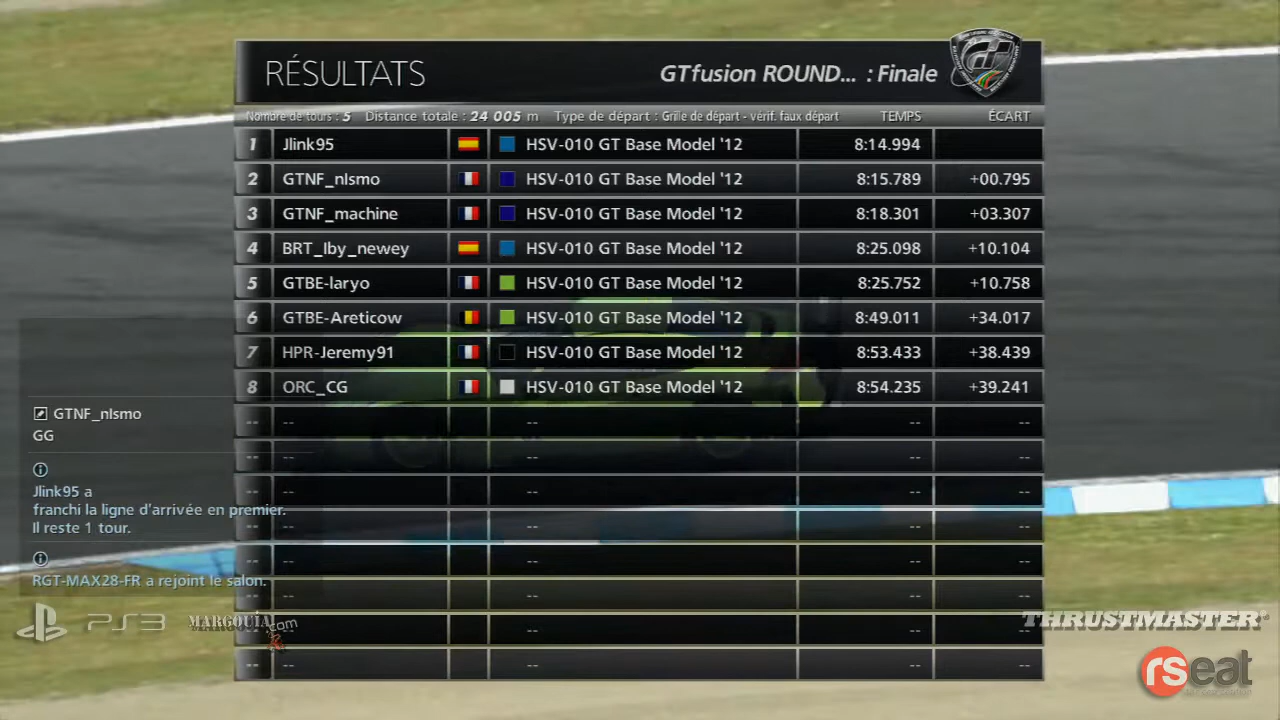 RÉSULTATS GTfusion ROUND... : Finale
Nombre de tours : 5 Distance totale : 24 005 m Type de départ : Grille de départ - vérif. faux départ TEMPS ÉCART
1 Jlink95 HSV-010 GT Base Model '12 8:14.994
2 GTNF_nlsmo HSV-010 GT Base Model '12 8:15.789 +00.795
3 GTNF_machine HSV-010 GT Base Model '12 8:18.301 +03.307
4 BRT_Iby_newey HSV-010 GT Base Model '12 8:25.098 +10.104
5 GTBE-laryo HSV-010 GT Base Model '12 8:25.752 +10.758
6 GTBE-Areticow HSV-010 GT Base Model '12 8:49.011 +34.017
7 HPR-Jeremy91 HSV-010 GT Base Model '12 8:53.433 +38.439
8 ORC_CG HSV-010 GT Base Model '12 8:54.235 +39.241
-- -- -- -- --
-- -- -- -- --
-- -- -- -- --
-- -- -- -- --
-- -- -- -- --
-- -- -- -- --
-- -- -- -- --
-- -- -- -- --
GTNF_nlsmo
GG
Jlink95 a
franchi la ligne d'arrivée en premier.
Il reste 1 tour.
RGT-MAX28-FR a rejoint le salon.
PS3 MARGOUIA1.com
THRUSTMASTER
rseat